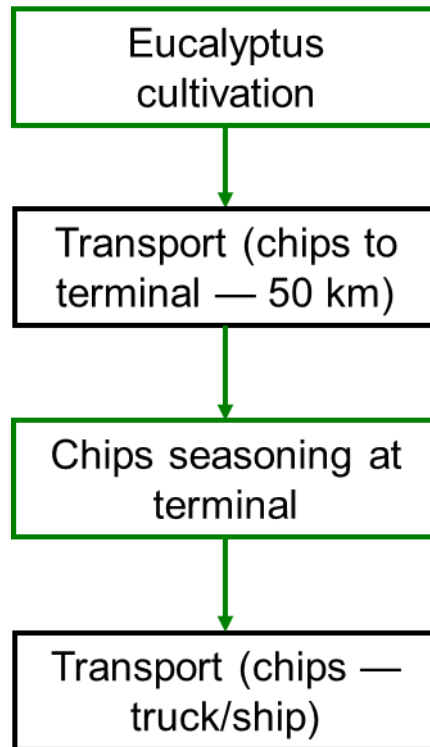 Eucalyptus
cultivation
Transport (chips to
terminal — 50 km)
Chips seasoning at
terminal
Transport (chips —
truck/ship)